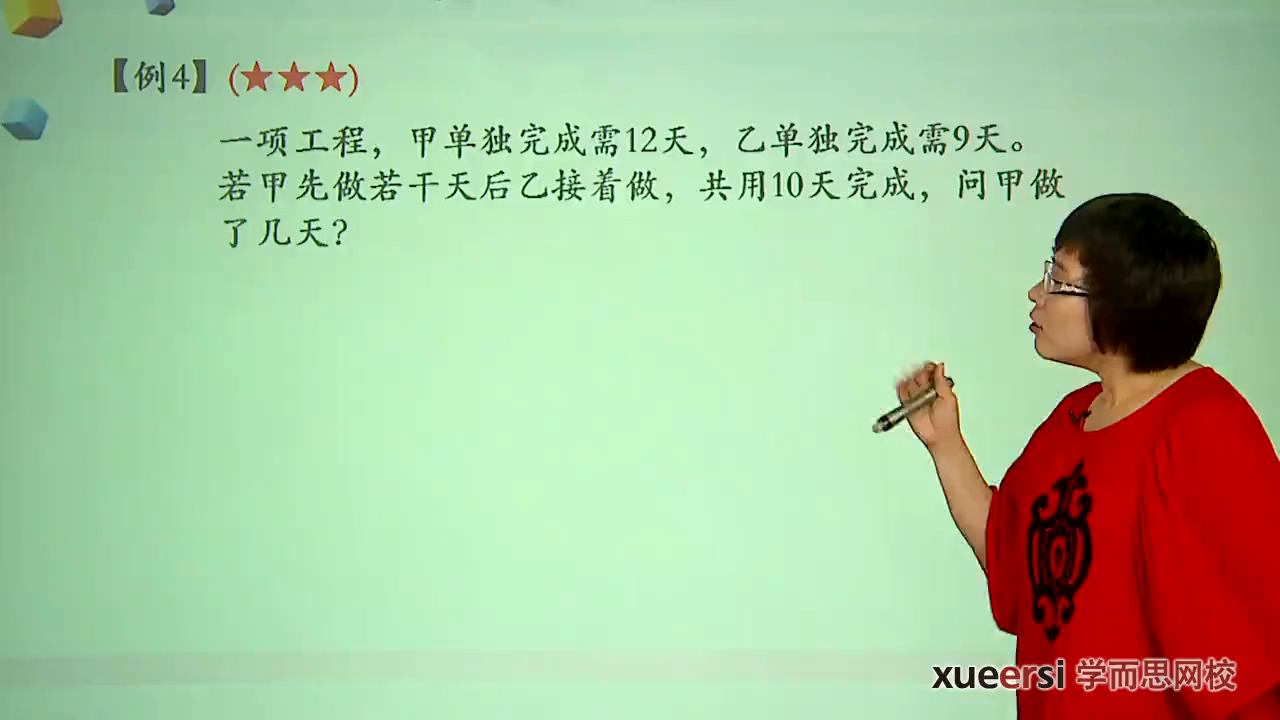 【例4】(★★★)
一项工程，甲单独完成需12天，乙单独完成需9天。
若甲先做若干天后乙接着做，共用10天完成，问甲做
了几天？
xueersi 学而思网校